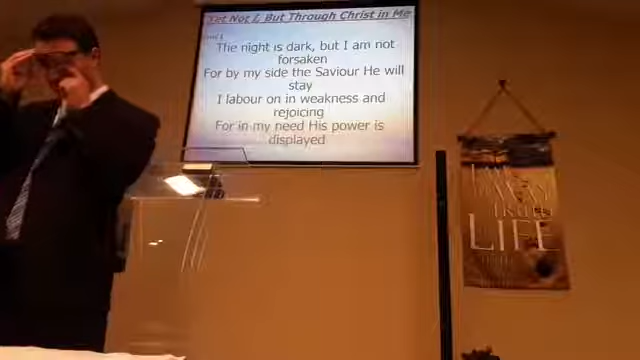 Yet Not I, But Through Christ in Me
The night is dark, but I am not
forsaken
For by my side the Saviour He will
stay
I labour on in weakness and
rejoicing
For in my need His power is
displayed
WAY
TRUTH
LIFE